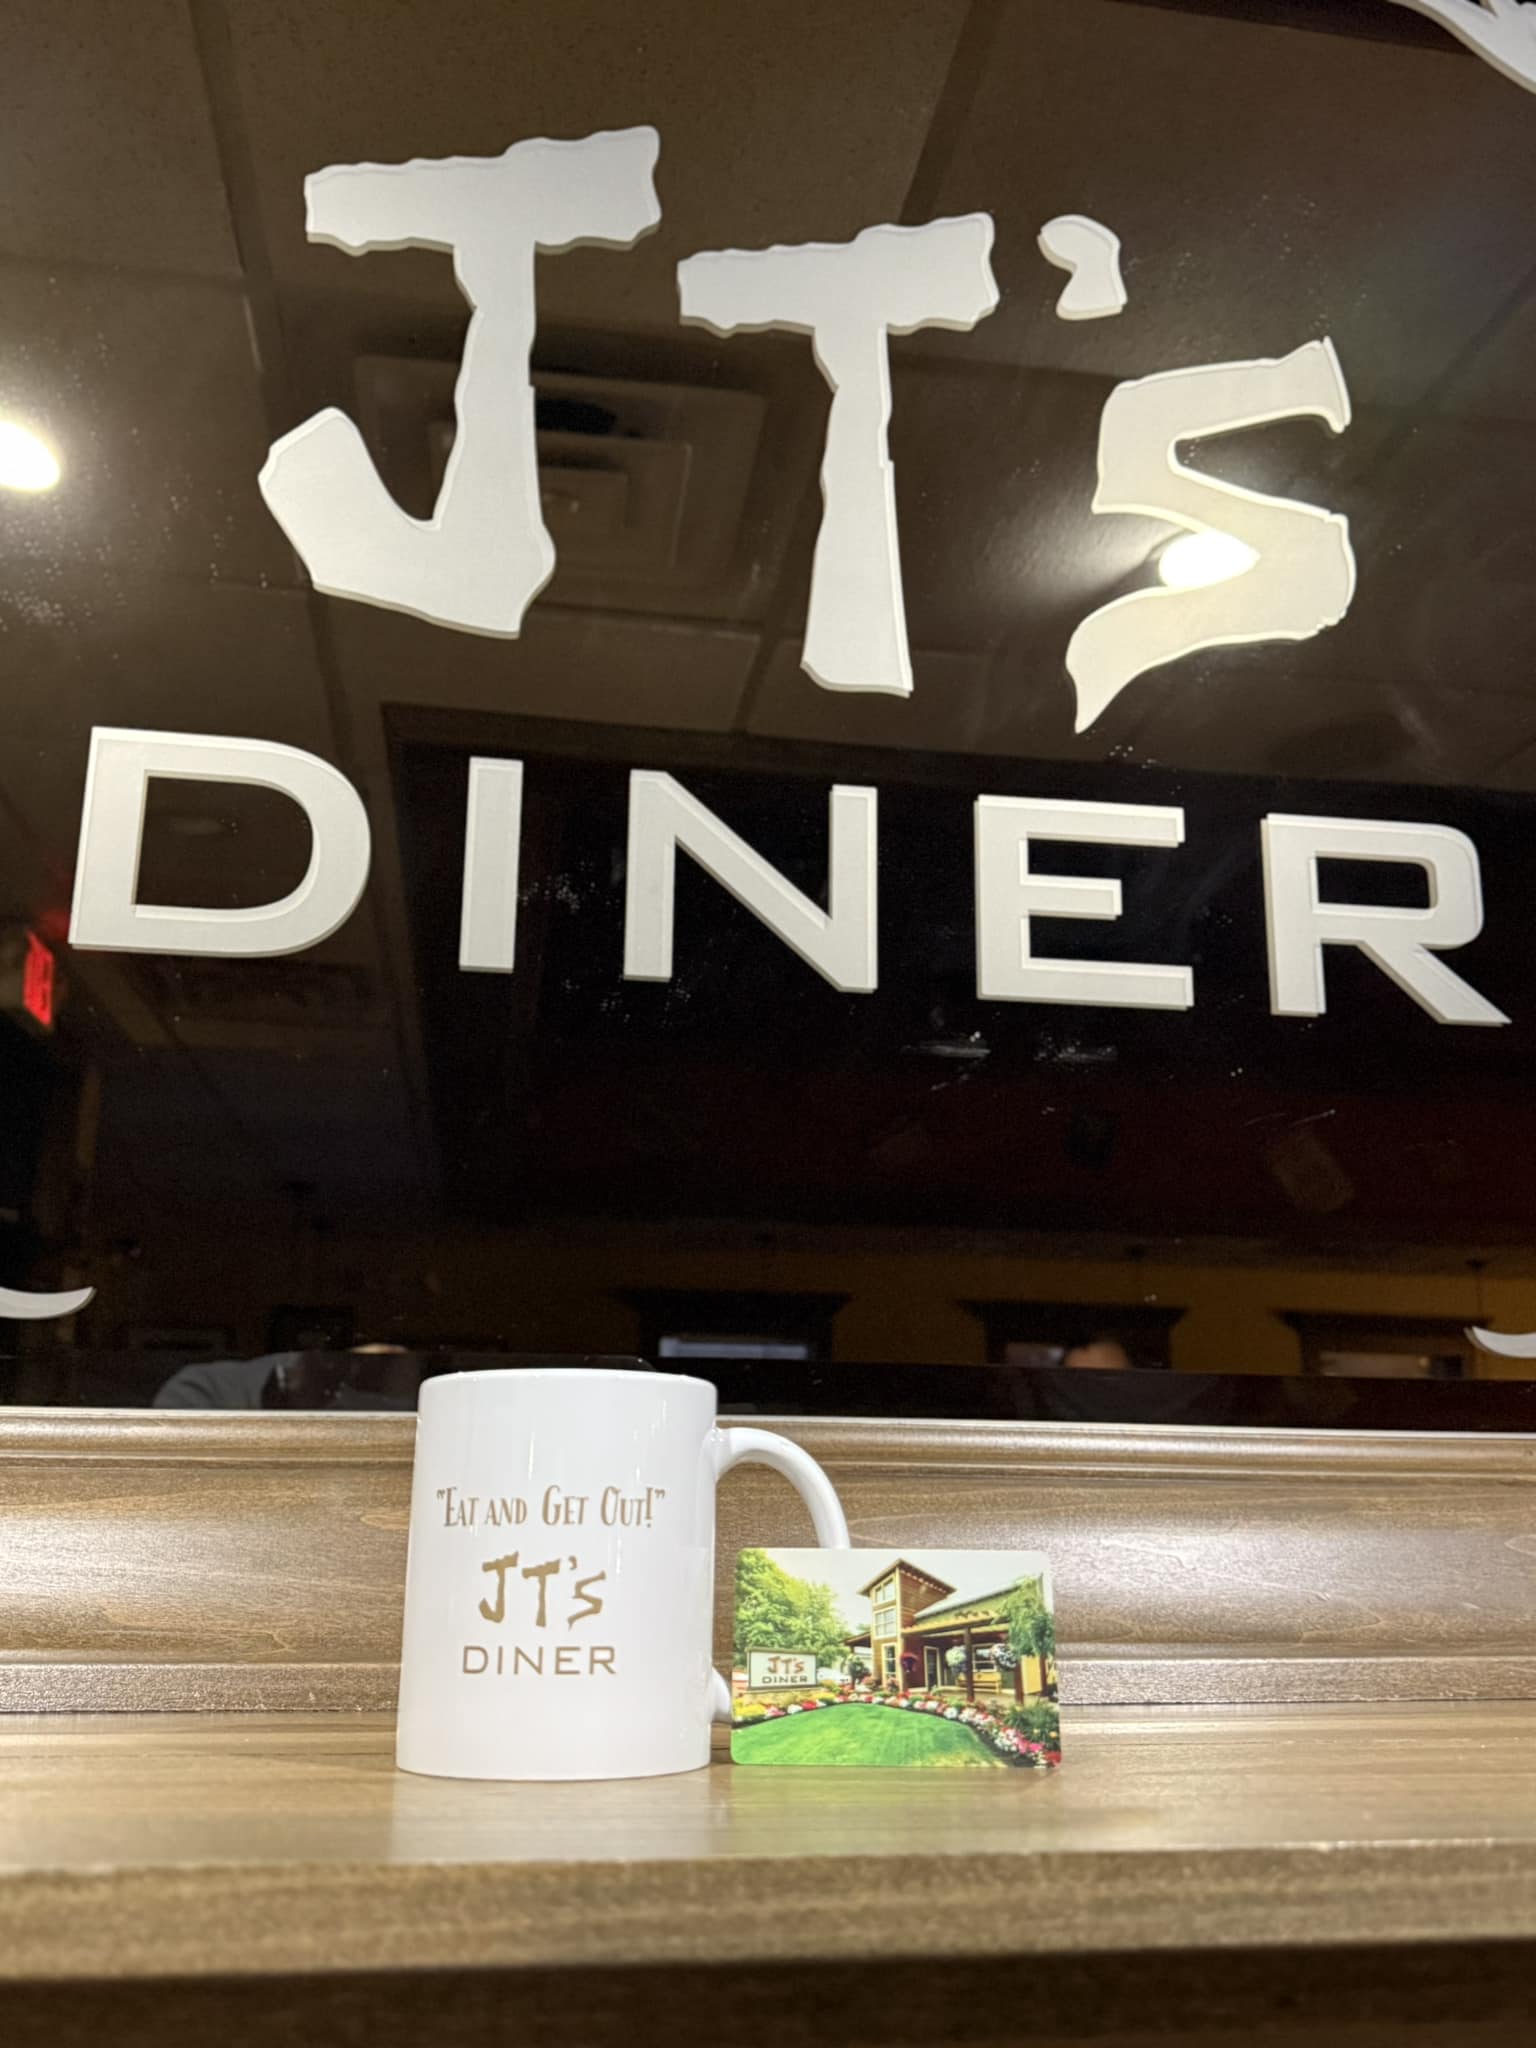 JT's
DINER
"EAT AND GET OUT!"
JT's
DINER
JT's
DINER